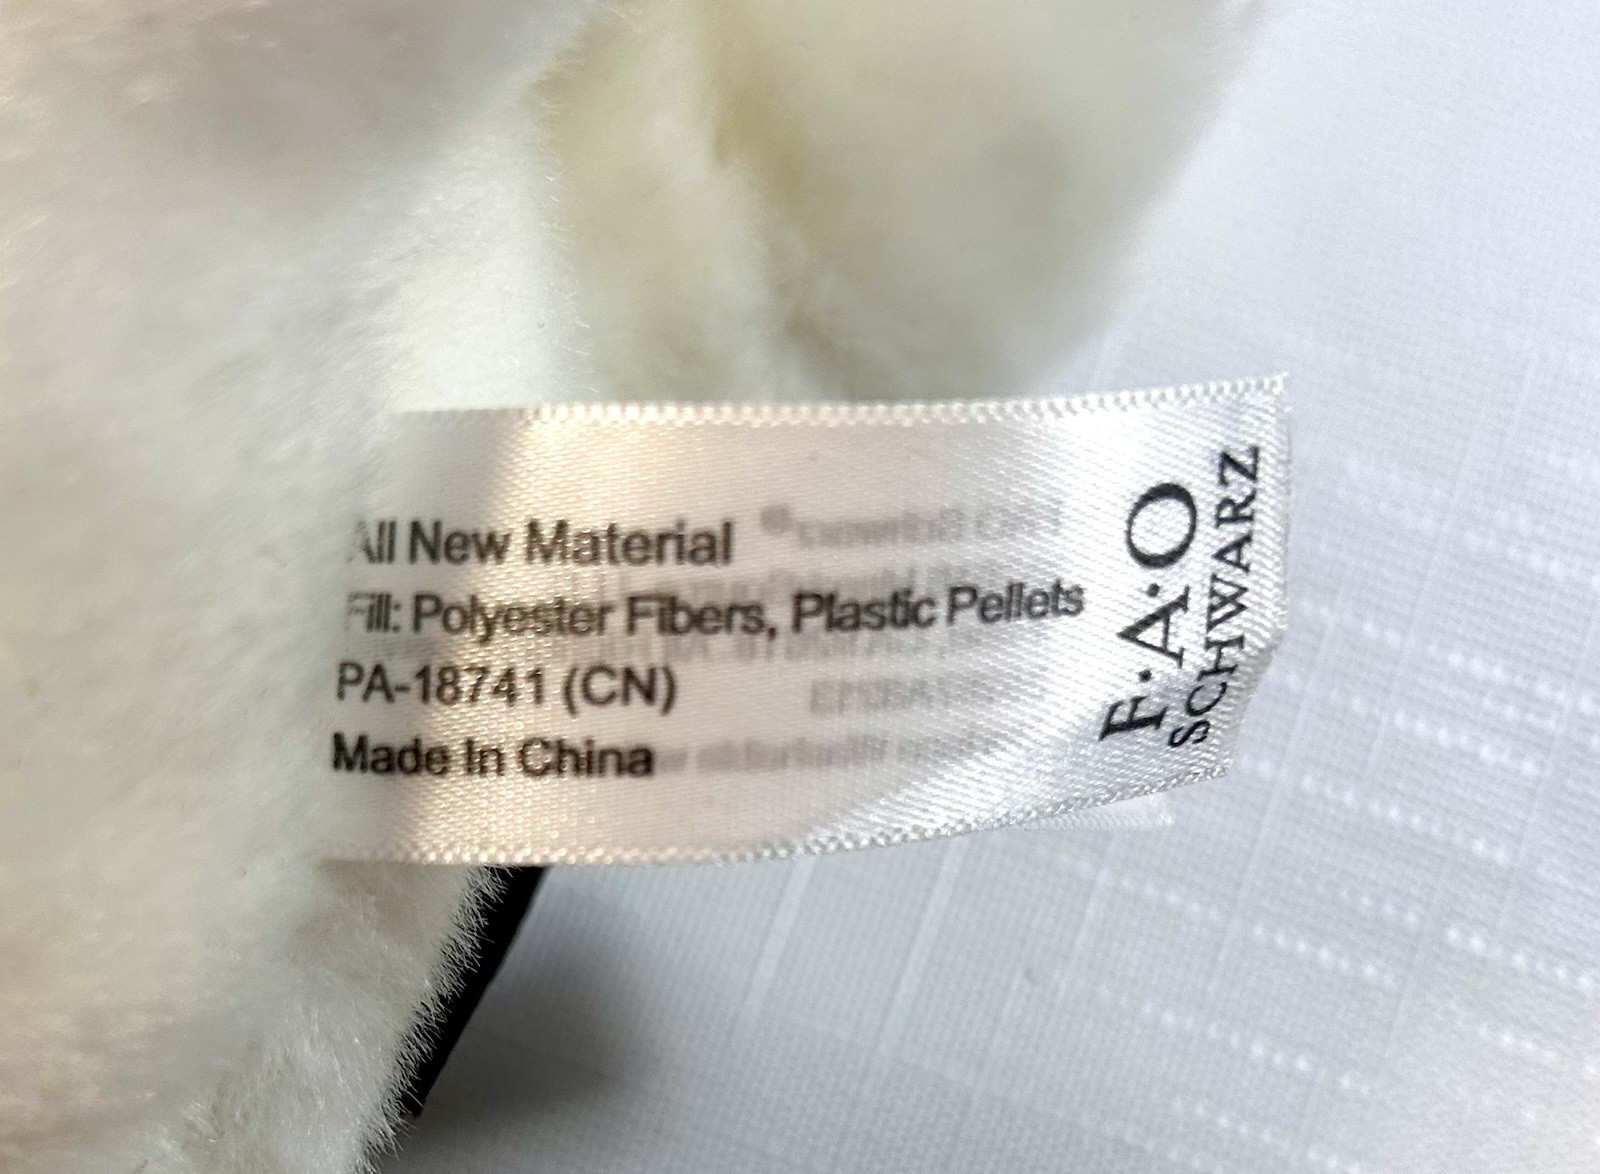 All New Material
Fill: Polyester Fibers, Plastic Pellets
PA-18741 (CN)
Made In China
F·A·O
SCHWARZ